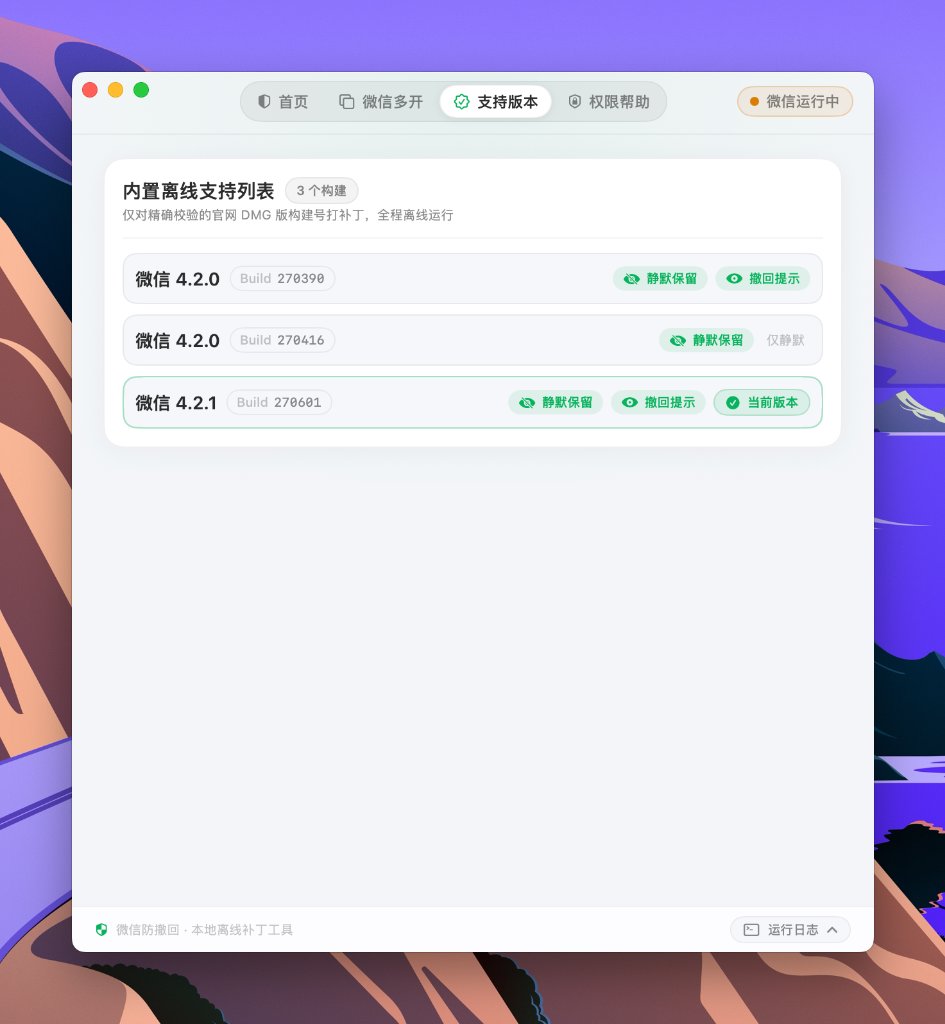 首页 微信多开 支持版本 权限帮助 微信运行中
内置离线支持列表 3 个构建
仅对精确校验的官网 DMG 版构建号打补丁，全程离线运行
微信 4.2.0 Build 270390 静默保留 撤回提示
微信 4.2.0 Build 270416 静默保留 仅静默
微信 4.2.1 Build 270601 静默保留 撤回提示 当前版本
微信防撤回 · 本地离线补丁工具 运行日志